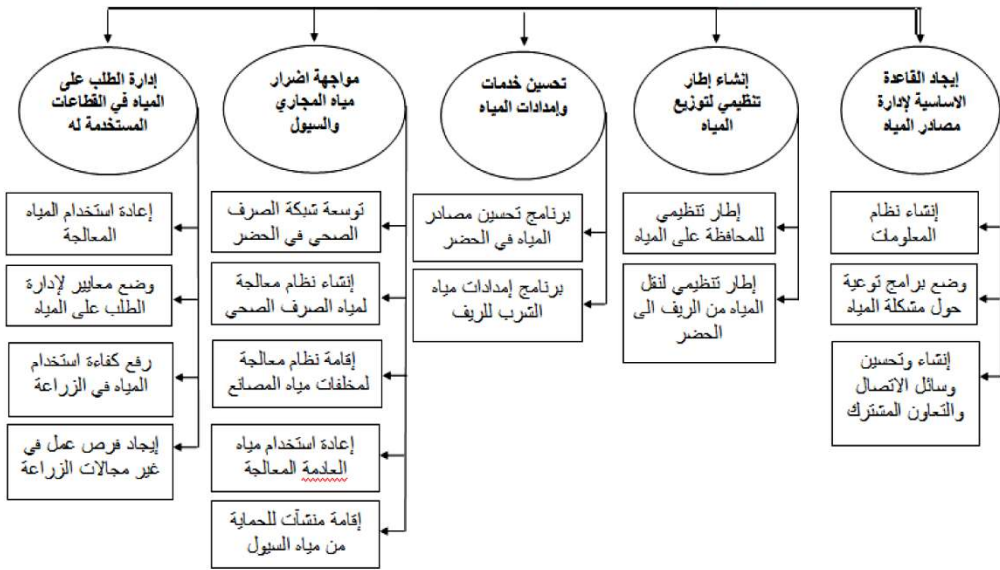 إيجاد القاعدة
الاساسية لإدارة
مصادر المياه
إنشاء نظام
المعلومات
وضع برامج توعية
حول مشكلة المياه
إنشاء وتحسين
وسائل الاتصال
والتعاون المشترك
إنشاء إطار
تنظيمي لتوزيع
المياه
إطار تنظيمي
للمحافظة على المياه
إطار تنظيمي لنقل
المياه من الريف الى
الحضر
تحسين خدمات
وإمدادات المياه
برنامج تحسين مصادر
المياه في الحضر
برنامج إمدادات مياه
الشرب للريف
مواجهة اضرار
مياه المجاري
والسيول
توسعة شبكة الصرف
الصحي في الحضر
إنشاء نظام معالجة
لمياه الصرف الصحي
إقامة نظام معالجة
لمخلفات مياه المصانع
إعادة استخدام مياه
العادمة المعالجة
إقامة منشآت للحماية
من مياه السيول
إدارة الطلب على
المياه في القطاعات
المستخدمة له
إعادة استخدام المياه
المعالجة
وضع معايير لإدارة
الطلب على المياه
رفع كفاءة استخدام
المياه في الزراعة
إيجاد فرص عمل في
غير مجالات الزراعة